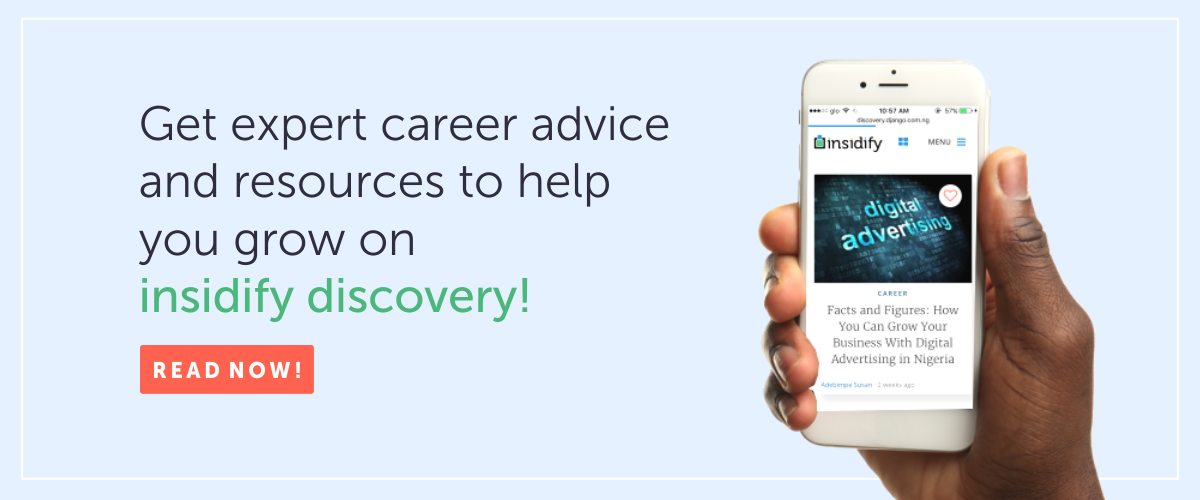 Get expert career advice
and resources to help
you grow on
insidify discovery!
READ NOW!
glo 10:57 AM 57%
discovery.django.com.ng
insidify MENU
digital
advertising
CAREER
Facts and Figures: How
You Can Grow Your
Business With Digital
Advertising in Nigeria
Adebimpe Susan 2 weeks ago